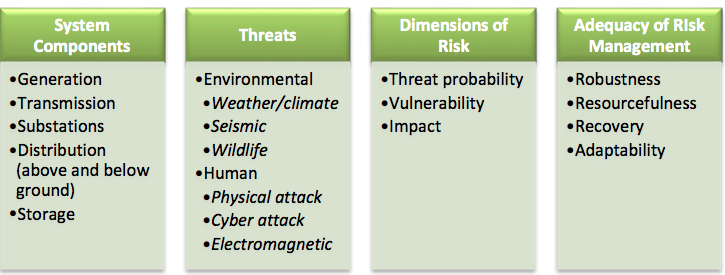 System
Components
•Generation
•Transmission
•Substations
•Distribution
(above and below
ground)
•Storage
Threats
•Environmental
•Weather/climate
•Seismic
•Wildlife
•Human
•Physical attack
•Cyber attack
•Electromagnetic
Dimensions of
Risk
•Threat probability
•Vulnerability
•Impact
Adequacy of RIsk
Management
•Robustness
•Resourcefulness
•Recovery
•Adaptability